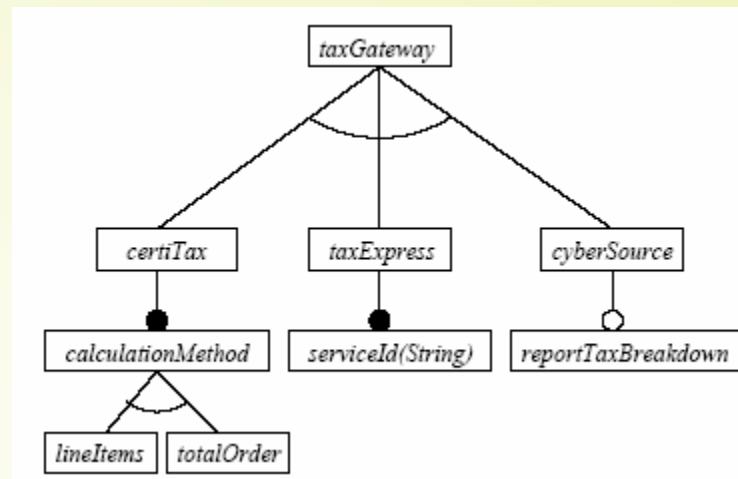 taxGateway
certiTax
taxExpress
cyberSource
calculationMethod
serviceId(String)
reportTaxBreakdown
lineItems
totalOrder